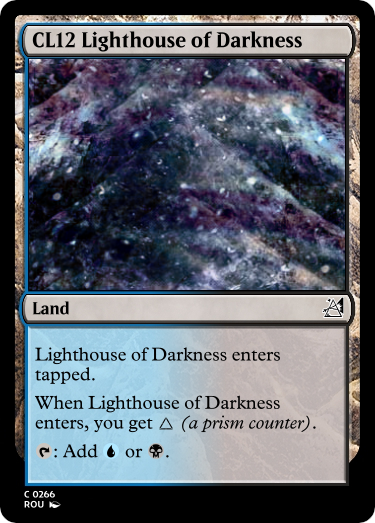 CL12 Lighthouse of Darkness
Land
Lighthouse of Darkness enters
tapped.
When Lighthouse of Darkness
enters, you get △ (a prism counter).
: Add or .
C 0266
ROU